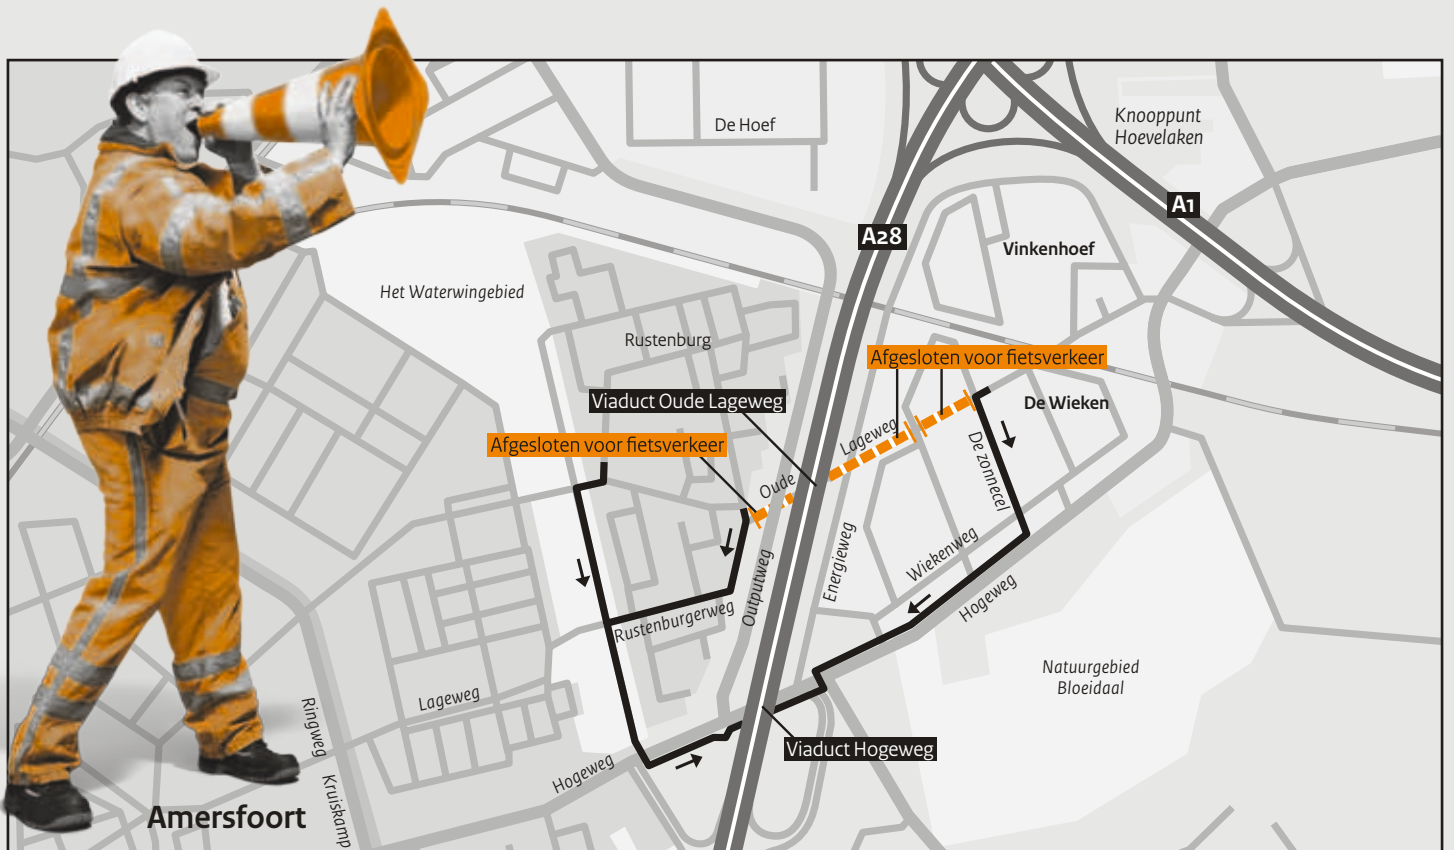 De Hoef
Knooppunt
Hoevelaken
A1
A28
Vinkenhoef
Het Waterwingebied
Rustenburg
Afgesloten voor fietsverkeer
Viaduct Oude Lageweg
De Wieken
Afgesloten voor fietsverkeer
Oude Lageweg
De zonnecel
Energieweg
Wiekenweg
Outputweg
Hogeweg
Rustenburgerweg
Natuurgebied
Bloeidaal
Lageweg
Ringweg Kruiskamp
Viaduct Hogeweg
Hogeweg
Amersfoort